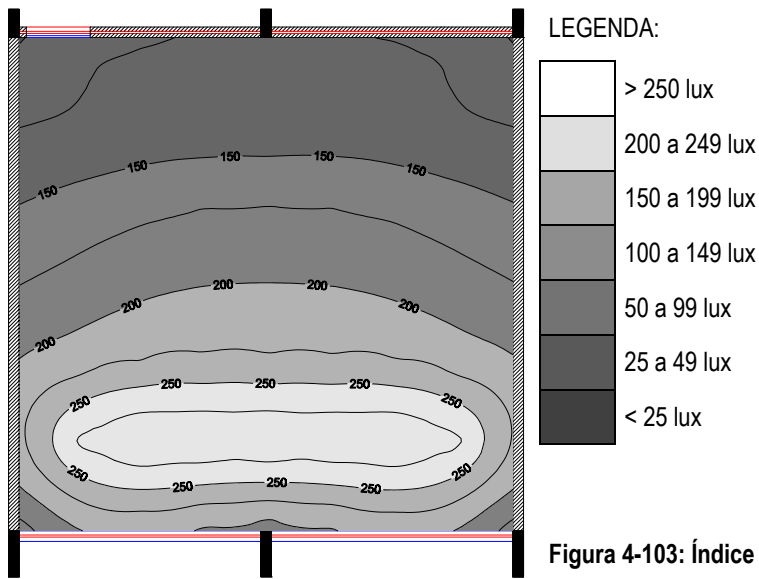 LEGENDA:
> 250 lux
200 a 249 lux
150 a 199 lux
100 a 149 lux
50 a 99 lux
25 a 49 lux
< 25 lux
150 150 150 150 150
200 200 200 200 200
250 250 250 250 250
250 250 250 250 250
Figura 4-103: Índice